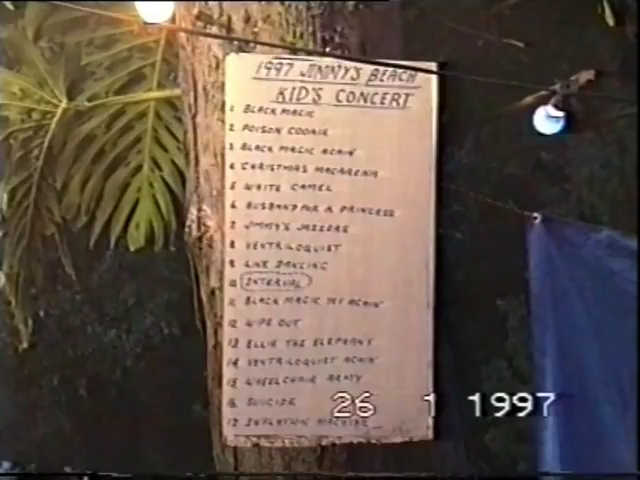 1997 JIMMY'S BEACH
KID'S CONCERT
1 BLACK MAGIC
2 POISON COOKIE
3 BLACK MAGIC AGAIN
4 CHRISTMAS MACARENA
5 WHITE CAMEL
6 HUSBAND FOR A PRINCESS
7 JIMMY'S JAZZERS
8 VENTRILOQUIST
9 LINE DANCING
10 INTERVAL
11 BLACK MAGIC YET AGAIN
12 WIPE OUT
13 ELLIE THE ELEPHANT
14 VENTRILOQUIST AGAIN
15 WHEELCHAIR ARMY
16 SUICIDE
17 INFLATION MACHINE
26 1 1997